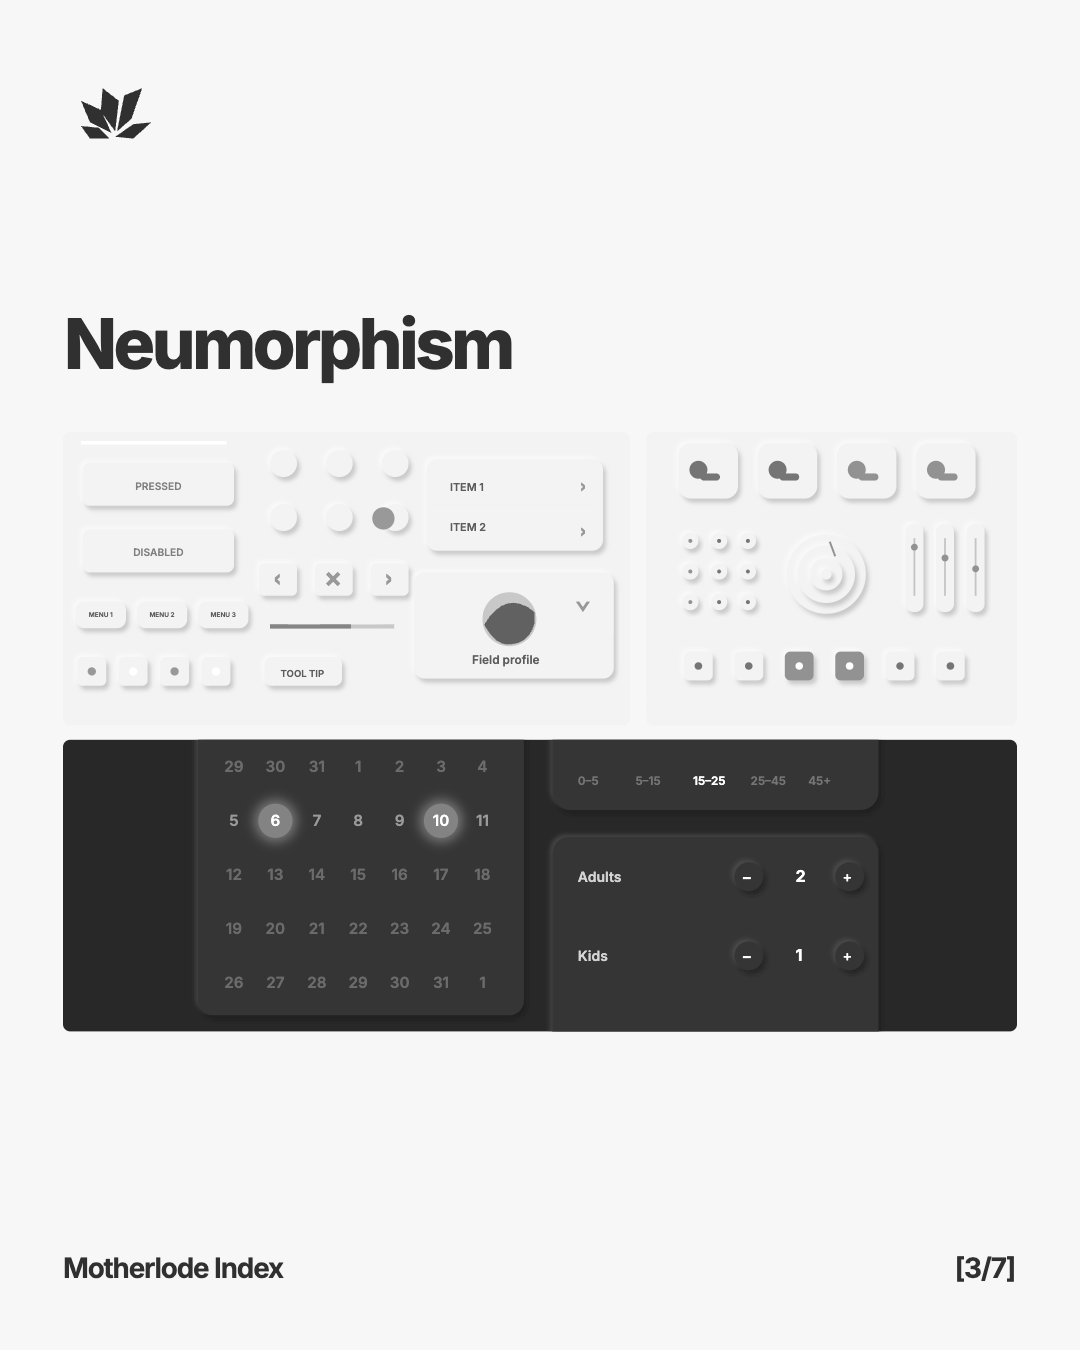 Neumorphism
PRESSED
DISABLED
MENU 1 MENU 2 MENU 3
TOOL TIP
ITEM 1
ITEM 2
Field profile
29 30 31 1 2 3 4
5 6 7 8 9 10 11
12 13 14 15 16 17 18
19 20 21 22 23 24 25
26 27 28 29 30 31 1
0–5 5–15 15–25 25–45 45+
Adults – 2 +
Kids – 1 +
Motherlode Index
[3/7]